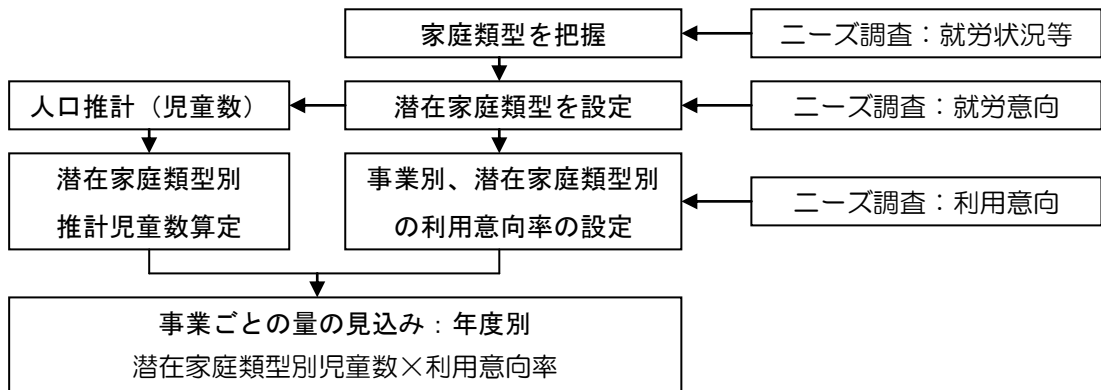 家庭類型を把握
ニーズ調査：就労状況等
人口推計（児童数）
潜在家庭類型を設定
ニーズ調査：就労意向
潜在家庭類型別
推計児童数算定
事業別、潜在家庭類型別
の利用意向率の設定
ニーズ調査：利用意向
事業ごとの量の見込み：年度別
潜在家庭類型別児童数×利用意向率